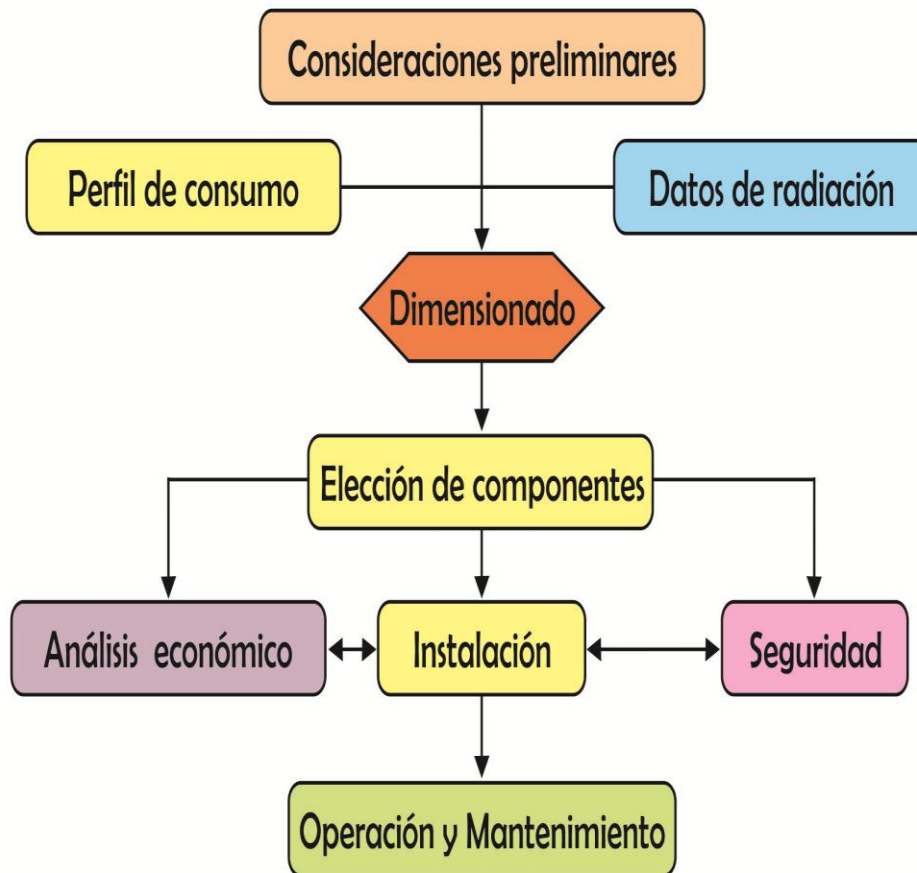 Consideraciones preliminares
Perfil de consumo
Datos de radiación
Dimensionado
Elección de componentes
Análisis económico
Instalación
Seguridad
Operación y Mantenimiento